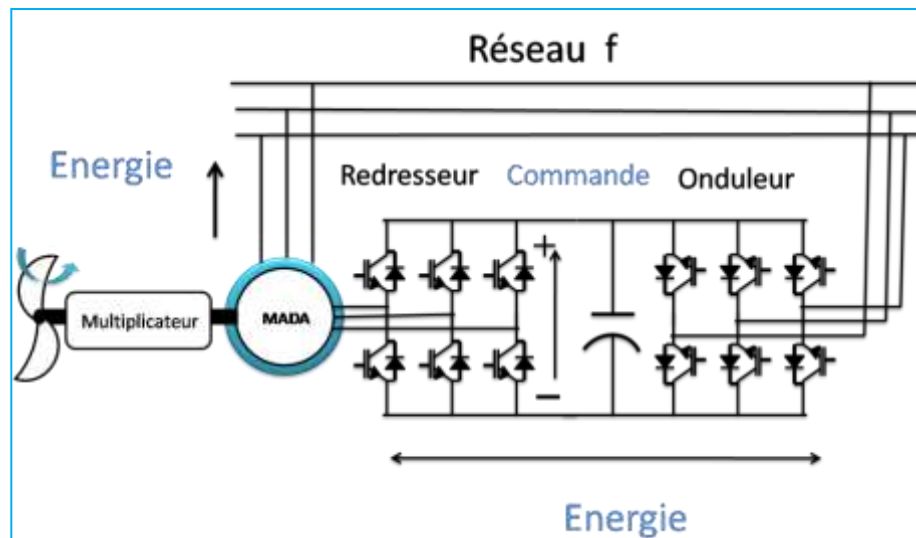 Réseau f
Energie
Redresseur Commande Onduleur
+
Multiplicateur
MADA
−
Energie